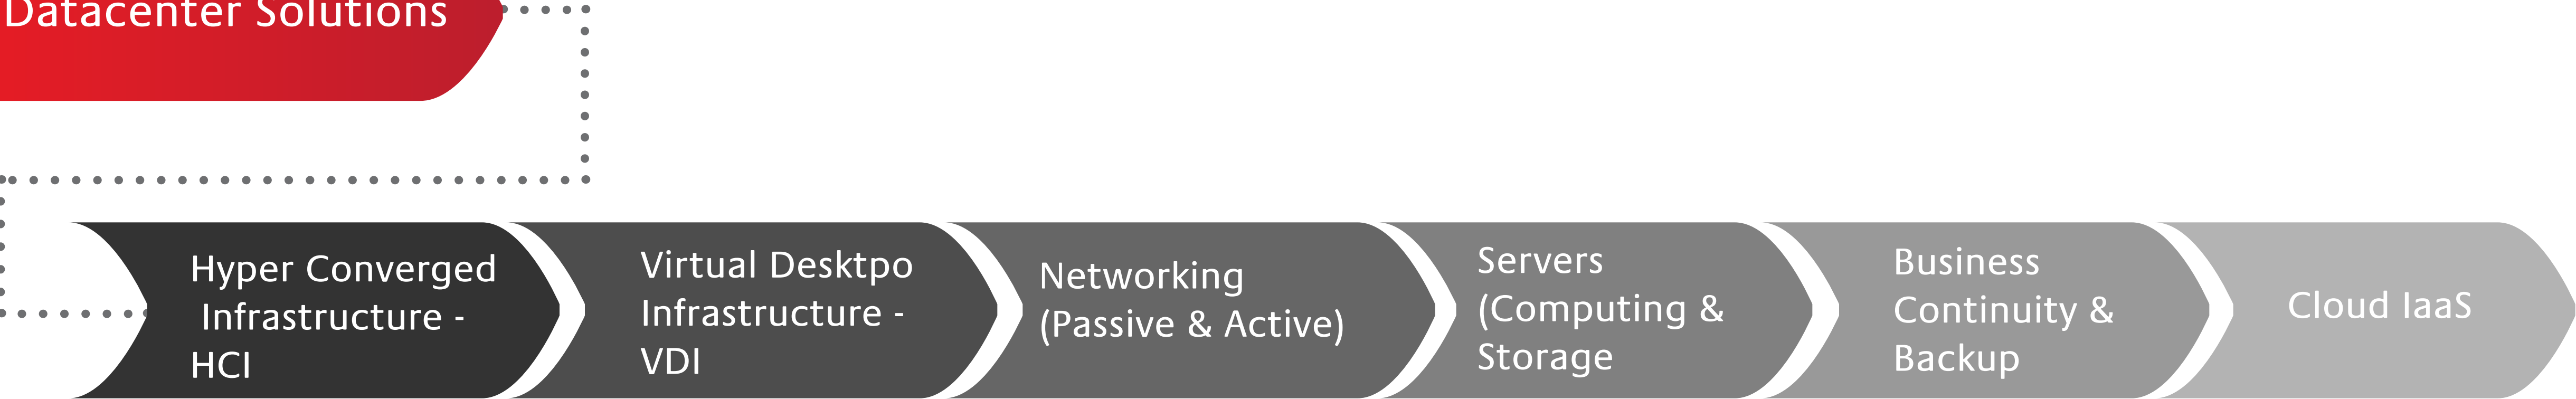 Datacenter Solutions
Hyper Converged
Infrastructure -
HCI
Virtual Desktpo
Infrastructure -
VDI
Networking
(Passive & Active)
Servers
(Computing &
Storage
Business
Continuity &
Backup
Cloud IaaS